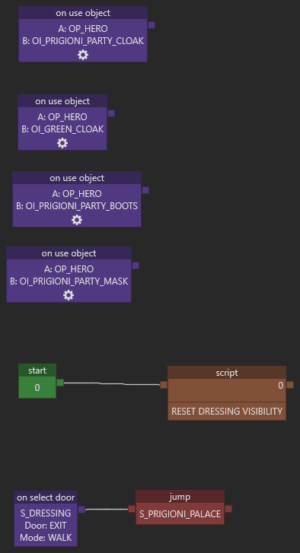 on use object
A: OP_HERO
B: OI_PRIGIONI_PARTY_CLOAK
on use object
A: OP_HERO
B: OI_GREEN_CLOAK
on use object
A: OP_HERO
B: OI_PRIGIONI_PARTY_BOOTS
on use object
A: OP_HERO
B: OI_PRIGIONI_PARTY_MASK
start
0
script
0
RESET DRESSING VISIBILITY
on select door
S_DRESSING
Door: EXIT
Mode: WALK
jump
S_PRIGIONI_PALACE